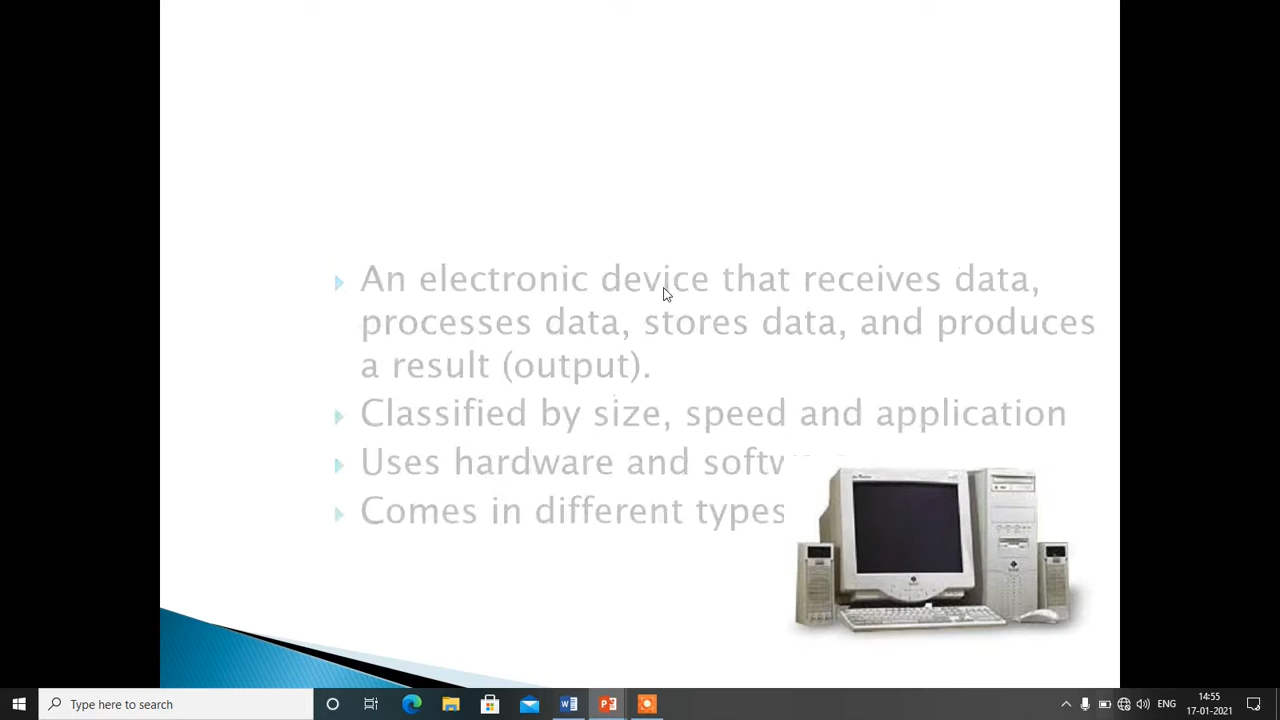 An electronic device that receives data,
processes data, stores data, and produces
a result (output).
Classified by size, speed and application
Uses hardware and softw
Comes in different types
Type here to search
ENG
14:55
17-01-2021